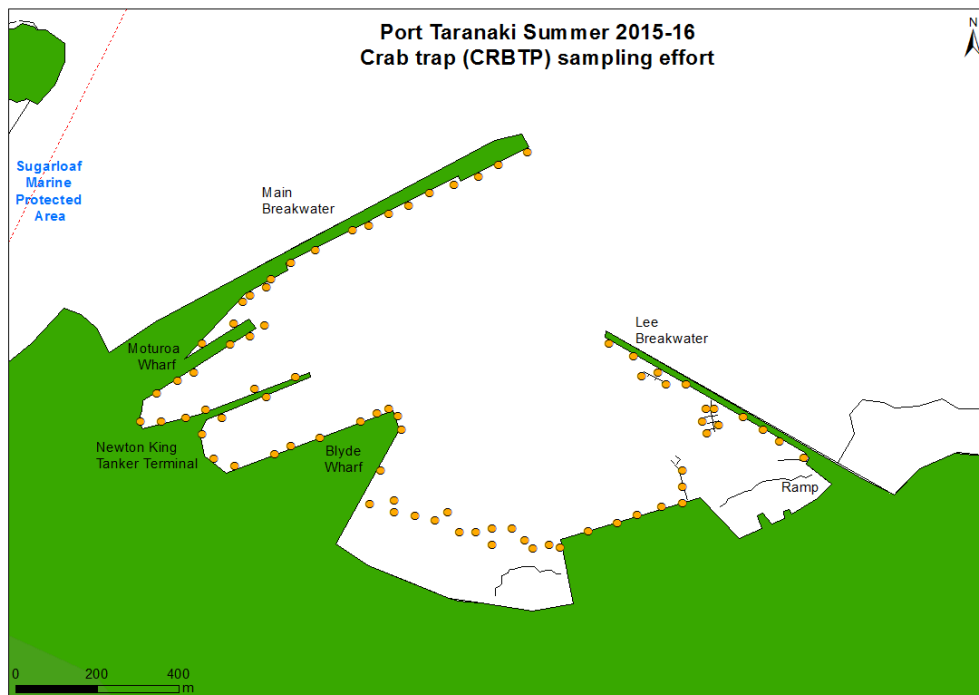 Port Taranaki Summer 2015-16
Crab trap (CRBTP) sampling effort
N
Sugarloaf
Marine
Protected
Area
Main
Breakwater
Lee
Breakwater
Moturoa
Wharf
Newton King
Tanker Terminal
Blyde
Wharf
Ramp
0 200 400
m